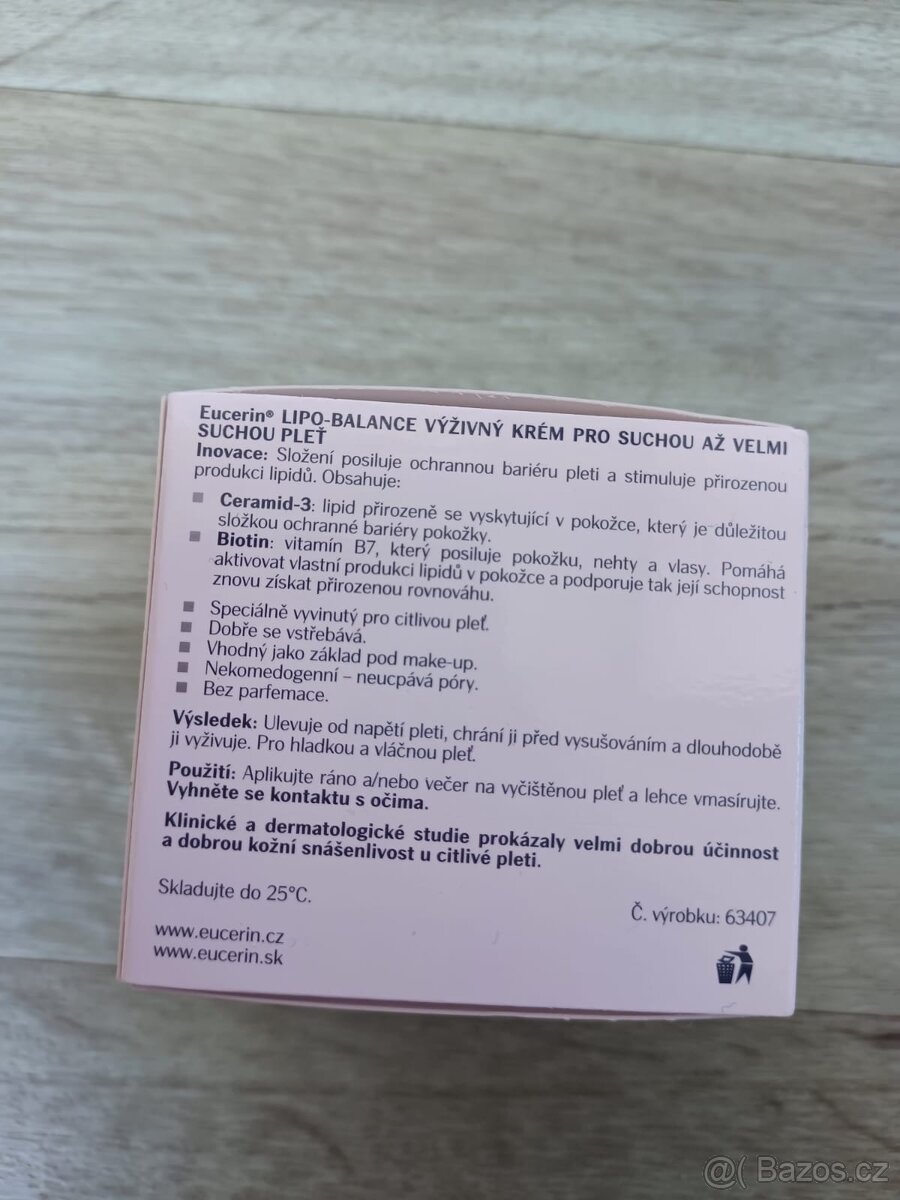 Eucerin® LIPO-BALANCE VÝŽIVNÝ KRÉM PRO SUCHOU AŽ VELMI
SUCHOU PLEŤ
Inovace: Složení posiluje ochrannou bariéru pleti a stimuluje přirozenou
produkci lipidů. Obsahuje:
Ceramid-3: lipid přirozeně se vyskytující v pokožce, který je důležitou
složkou ochranné bariéry pokožky.
Biotin: vitamín B7, který posiluje pokožku, nehty a vlasy. Pomáhá
aktivovat vlastní produkci lipidů v pokožce a podporuje tak její schopnost
znovu získat přirozenou rovnováhu.
Speciálně vyvinutý pro citlivou pleť.
Dobře se vstřebává.
Vhodný jako základ pod make-up.
Nekomedogenní – neucpává póry.
Bez parfemace.
Výsledek: Ulevuje od napětí pleti, chrání ji před vysušováním a dlouhodobě
ji vyživuje. Pro hladkou a vláčnou pleť.
Použití: Aplikujte ráno a/nebo večer na vyčištěnou pleť a lehce vmasírujte.
Vyhněte se kontaktu s očima.
Klinické a dermatologické studie prokázaly velmi dobrou účinnost
a dobrou kožní snášenlivost u citlivé pleti.
Skladujte do 25°C.
Č. výrobku: 63407
www.eucerin.cz
www.eucerin.sk
@( Bazos.cz